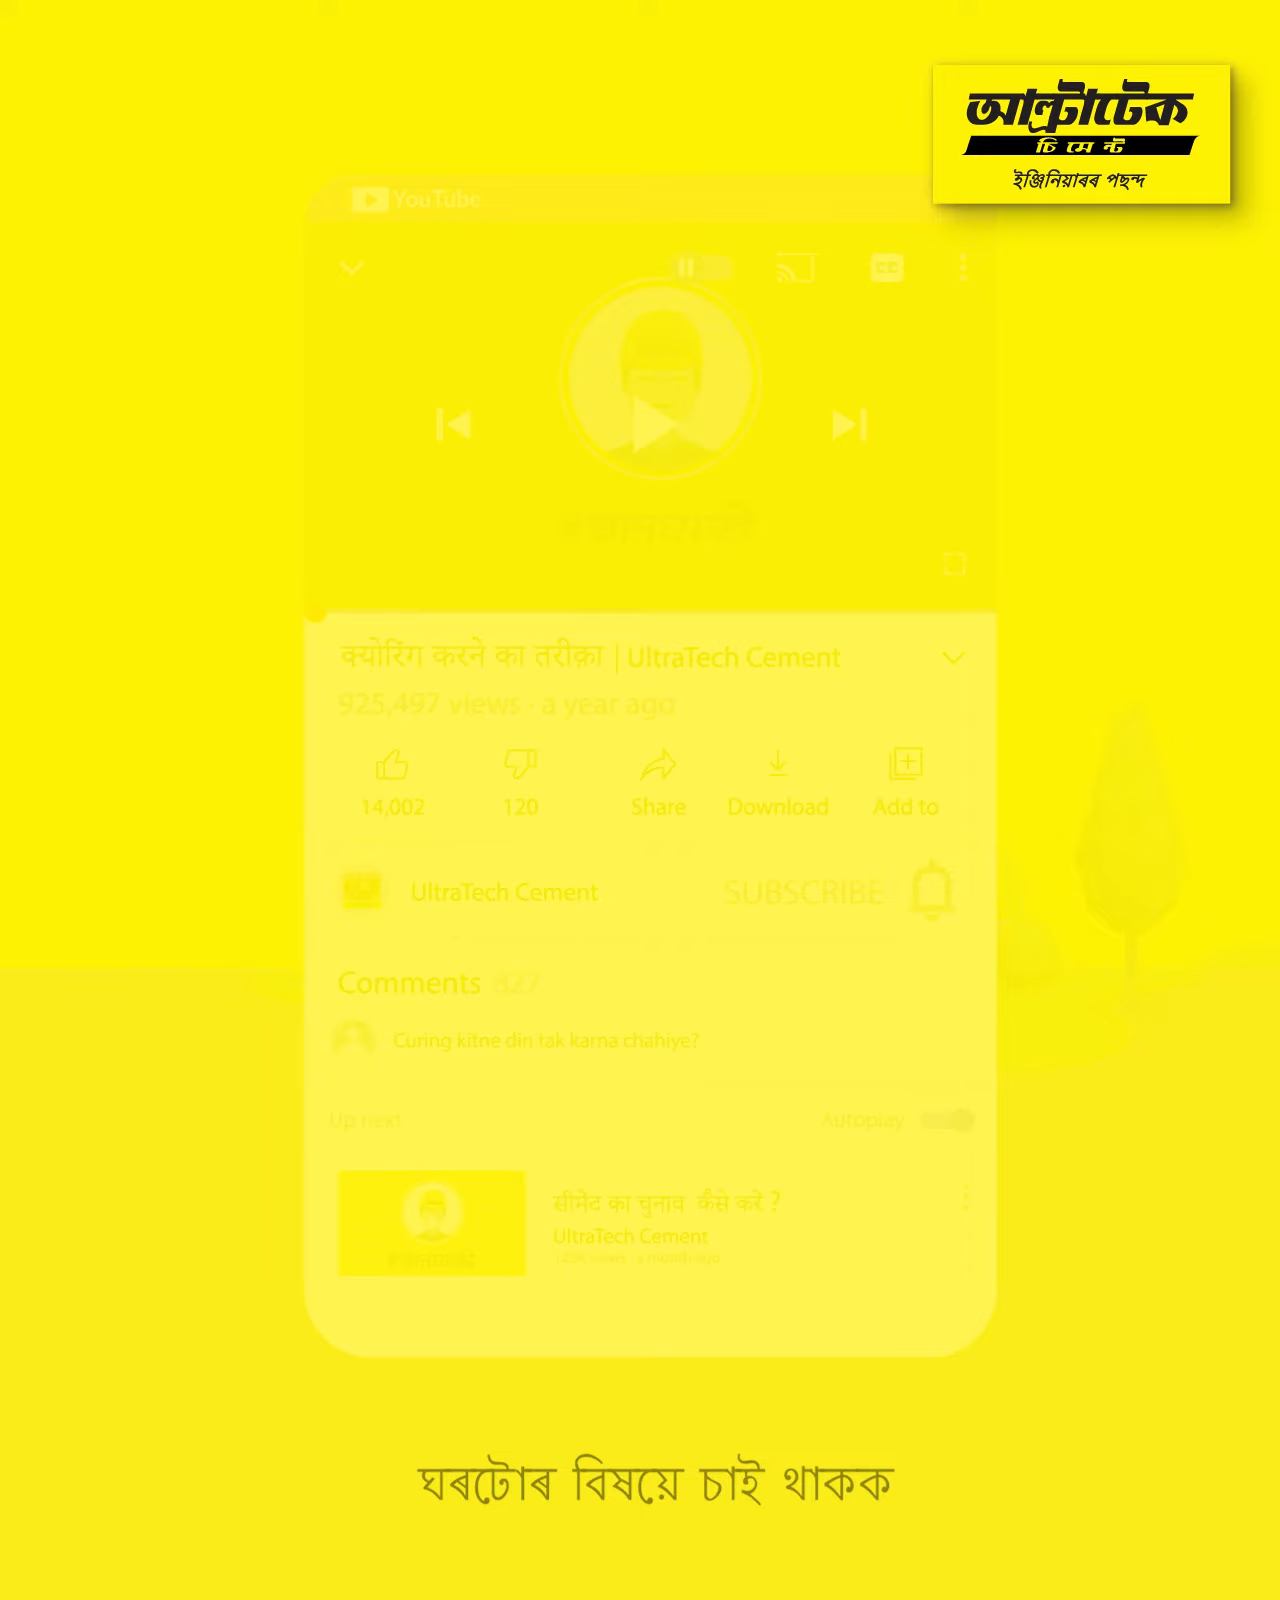 আল্ট্ৰাটেক
চিমেন্ট
ইঞ্জিনিয়াৰৰ পছন্দ
YouTube
CC
क्योरिंग करने का तरीक़ा | UltraTech Cement
925,497 views · a year ago
14,002 120 Share Download Add to
UltraTech Cement SUBSCRIBE
Comments 827
Curing kitne din tak karna chahiye?
Up next Autoplay
सीमेंट का चुनाव कैसे करें ?
UltraTech Cement
ঘৰটোৰ বিষয়ে চাই থাকক